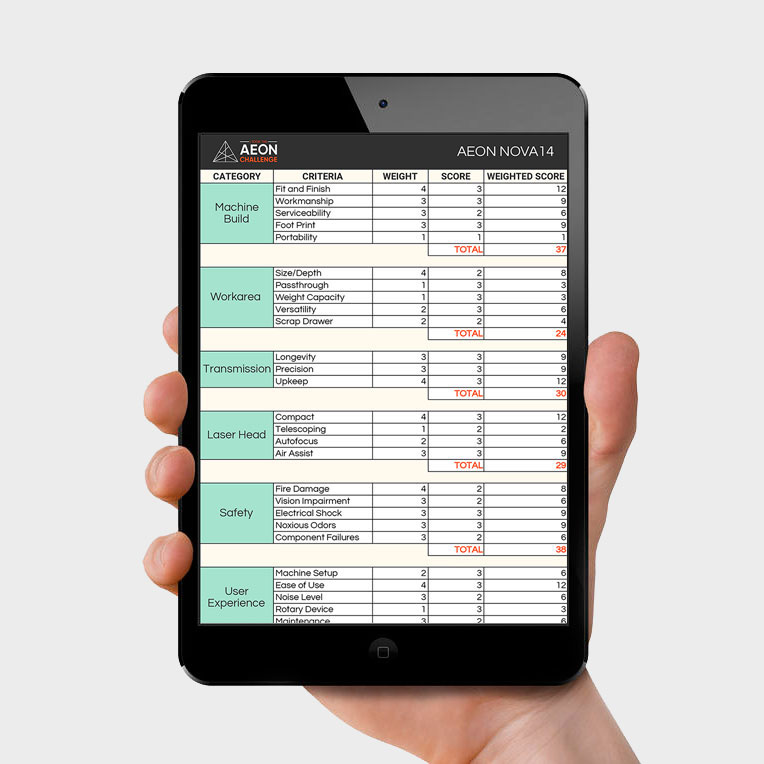 AEON
CHALLENGE
AEON NOVA14
CATEGORY CRITERIA WEIGHT SCORE WEIGHTED SCORE
Machine Build
Fit and Finish 4 3 12
Workmanship 3 3 9
Serviceability 3 2 6
Foot Print 3 3 9
Portability 1 1 1
TOTAL 37
Workarea
Size/Depth 4 2 8
Passthrough 1 3 3
Weight Capacity 1 3 3
Versatility 2 3 6
Scrap Drawer 2 2 4
TOTAL 24
Transmission
Longevity 3 3 9
Precision 3 3 9
Upkeep 4 3 12
TOTAL 30
Laser Head
Compact 4 3 12
Telescoping 1 2 2
Autofocus 2 3 6
Air Assist 3 3 9
TOTAL 29
Safety
Fire Damage 4 2 8
Vision Impairment 3 2 6
Electrical Shock 3 3 9
Noxious Odors 3 3 9
Component Failures 3 2 6
TOTAL 38
User
Experience
Machine Setup 2 3 6
Ease of Use 4 3 12
Noise Level 3 2 6
Rotary Device 1 3 3
Maintenance 3 2 6